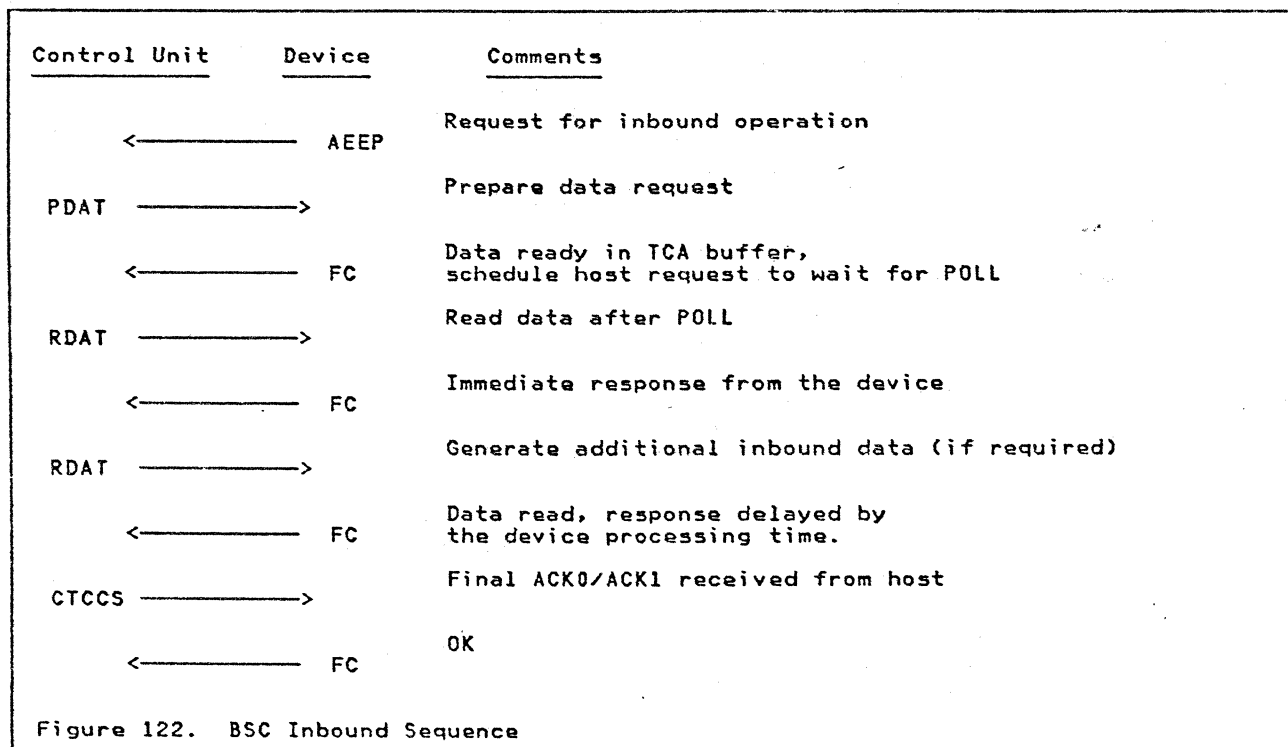 Control Unit Device Comments
Request for inbound operation
<———— AEEP
Prepare data request
PDAT ————>
Data ready in TCA buffer,
schedule host request to wait for POLL
<———— FC
Read data after POLL
RDAT ————>
Immediate response from the device
<———— FC
Generate additional inbound data (if required)
RDAT ————>
Data read, response delayed by
the device processing time.
<———— FC
Final ACK0/ACK1 received from host
CTCCS ————>
OK
<———— FC
Figure 122. BSC Inbound Sequence